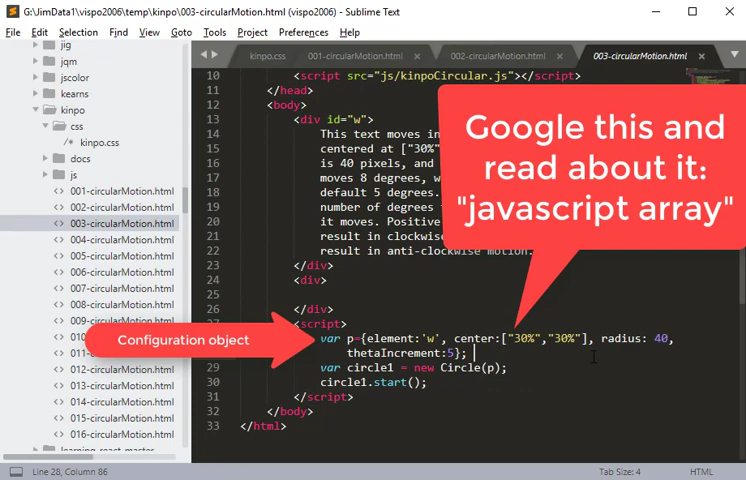 C:\JimData1\vispo2006\temp\kinpo\003-circularMotion.html (vispo2006) - Sublime Text
File Edit Selection Find View Goto Tools Project Preferences Help
jig
jqm
jscolor
kearns
kinpo
css
/* kinpo.css
docs
js
<> 001-circularMotion.html
<> 002-circularMotion.html
<> 003-circularMotion.html
<> 004-circularMotion.html
<> 005-circularMotion.html
<> 006-circularMotion.html
<> 007-circularMotion.html
<> 008-circularMotion.html
<> 009-circularMotion.html
<> 010
<> 011
<> 012-circularMotion.html
<> 013-circularMotion.html
<> 014-circularMotion.html
<> 015-circularMotion.html
<> 016-circularMotion.html
learning_react_master
kinpo.css 001-circularMotion.html 002-circularMotion.html 003-circularMotion.html
10 <script src="js/kinpoCircular.js"></script>
11 </head>
12 <body>
13 <div id="w">
14 This text moves in
15 centered at ["30%"
16 is 40 pixels, and
17 moves 8 degrees, w
18 default 5 degrees.
19 number of degrees
20 it moves. Positive
21 result in clockwise
22 result in anti-clockwise motion.
23 </div>
24 <div>
25
26 </div>
<script>
var p={element:'w', center:["30%","30%"], radius: 40,
thetaIncrement:5};
29 var circle1 = new Circle(p);
30 circle1.start();
31 </script>
32 </body>
33 </html>
Google this and
read about it:
"javascript array"
Configuration object
Line 28, Column 86 Tab Size: 4 HTML